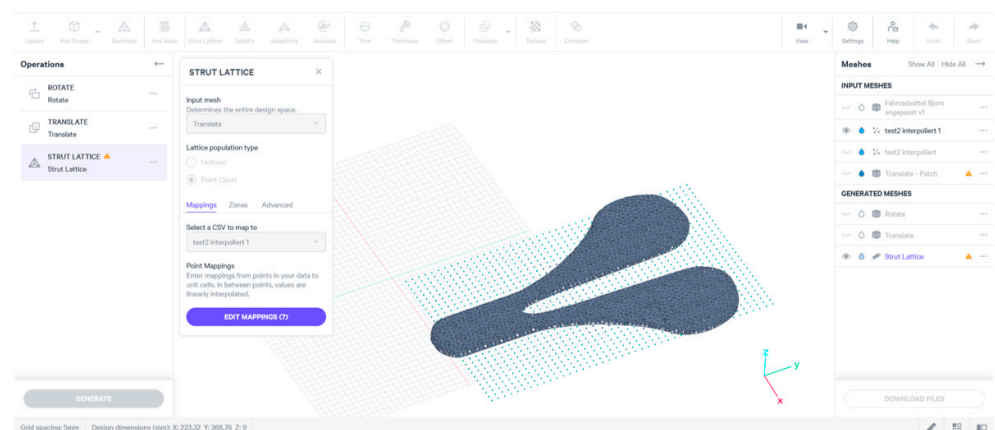 Upload
Add Shape
Decimate
Hex Mesh
Strut Lattice
Solidify
Adaptivity
Analysis
Trim
Thickness
Offset
Translate
Texture
Combine
View
Settings
Help
Undo
Redo
Operations
ROTATE
Rotate
TRANSLATE
Translate
STRUT LATTICE
Strut Lattice
GENERATE
STRUT LATTICE
Input mesh
Determines the entire design space.
Translate
Lattice population type
Uniform
Point Cloud
Mappings Zones Advanced
Select a CSV to map to
test2 interpoliert 1
Point Mappings
Enter mappings from points in your data to
unit cells. In between points, values are
linearly interpolated.
EDIT MAPPINGS (7)
Z
Y
X
Meshes Show All Hide All
INPUT MESHES
Fahrradsattel Bjorn
angepasst v1
test2 interpoliert 1
test2 interpoliert
Translate - Patch
GENERATED MESHES
Rotate
Translate
Strut Lattice
DOWNLOAD FILES
Grid spacing: 5mm Design dimensions (mm): X: 223.32 Y: 368.76 Z: 9